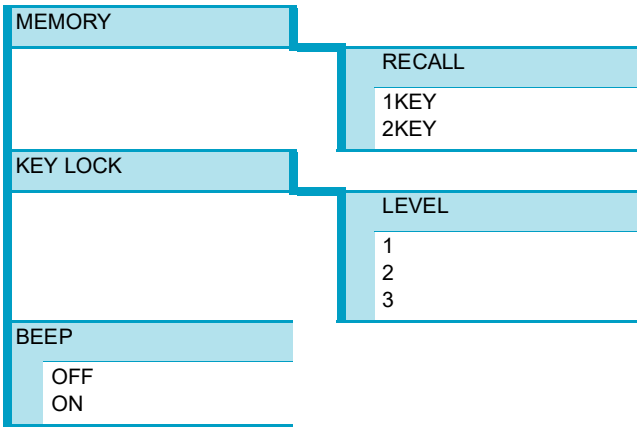 MEMORY
RECALL
1KEY
2KEY
KEY LOCK
LEVEL
1
2
3
BEEP
OFF
ON